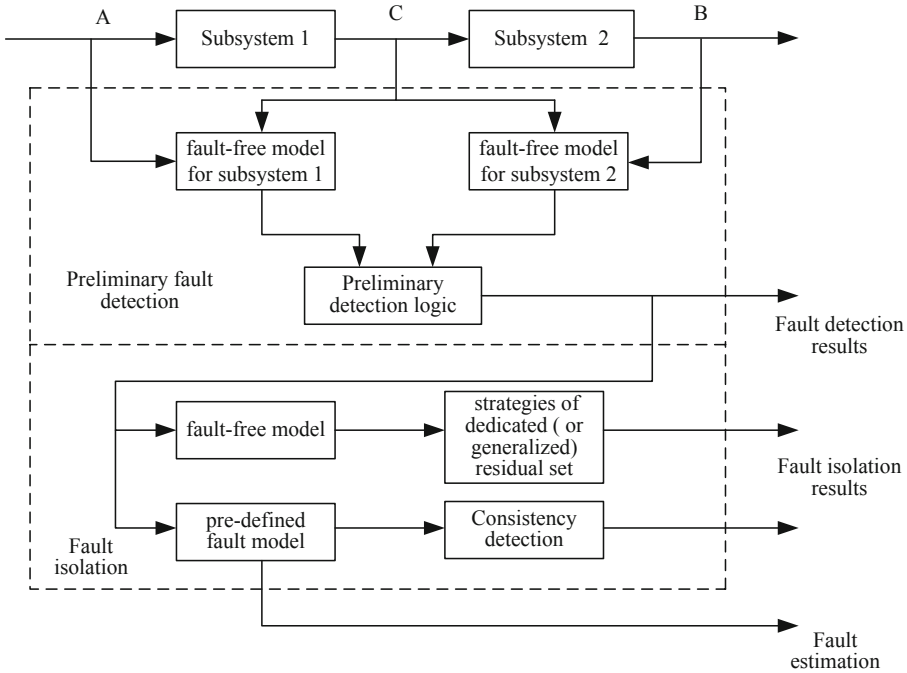 A
C
B
Subsystem 1
Subsystem 2
fault-free model
for subsystem 1
fault-free model
for subsystem 2
Preliminary fault
detection
Preliminary
detection logic
Fault detection
results
fault-free model
strategies of
dedicated ( or
generalized)
residual set
Fault isolation
results
pre-defined
fault model
Consistency
detection
Fault
isolation
Fault
estimation